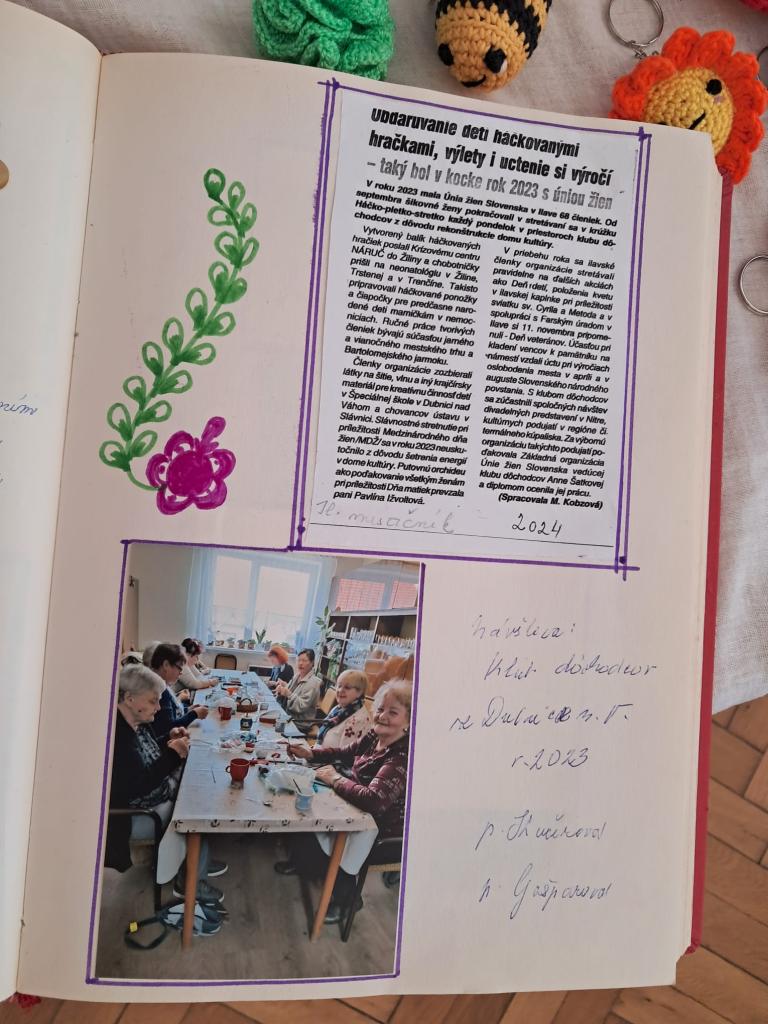 Obdarúvanie detí háčkovanými
hračkami, výlety i uctenie si výročí
– taký bol v kocke rok 2023 s úniou žien
V roku 2023 mala Únia žien Slovenska v Ilave 68 členiek. Od
septembra šikovné ženy pokračovali v stretávaní sa v krúžku
Háčko-pletko-stretko každý pondelok v priestoroch klubu dô-
chodcov z dôvodu rekonštrukcie domu kultúry.
Vytvorený balík háčkovaných
hračiek poslali Krízovému centru
NÁRUČ do Žiliny a chobotničky
prišli na neonatológiu v Žiline,
Trstenej a v Trenčíne. Takisto
pripravovali háčkované ponožky
a čiapočky pre predčasne naro-
dené deti mamičkám v nemoc-
niciach. Ručné práce tvorivých
členiek bývajú súčasťou jarného
a vianočného mestského trhu a
Bartolomejského jarmoku.
Členky organizácie zozbierali
látky na šitie, vlnu a iný krajčírsky
materiál pre kreatívnu činnosť detí
v Špeciálnej škole v Dubnici nad
Váhom a chovancov ústavu v
Slávnici. Slávnostné stretnutie pri
príležitosti Medzinárodného dňa
žien/MDŽ/ sa v roku 2023 neusku-
točnilo z dôvodu šetrenia energií
v dome kultúry. Putovnú orchideu
ako poďakovanie všetkým ženám
pri príležitosti Dňa matiek prevzala
pani Pavlína Ižvoltová.
V priebehu roka sa ilavské
členky organizácie stretávali
pravidelne na ďalších akciách
ako Deň detí, položenia kvetu
v ilavskej kaplnke pri príležitosti
sviatku sv. Cyrila a Metoda a v
spolupráci s Farským úradom v
Ilave si 11. novembra pripome-
nuli - Deň veteránov. Účasťou pri
kladení vencov k pamätníku na
námestí vzdali úctu pri výročiach
oslobodenia mesta v apríli a v
auguste Slovenského národného
povstania. S klubom dôchodcov
sa zúčastnili spoločných návštev
divadelných predstavení v Nitre,
kultúrnych podujatí v regióne či
termálneho kúpaliska. Za výbornú
organizáciu takýchto podujatí po-
ďakovala Základná organizácia
Únie žien Slovenska vedúcej
klubu dôchodcov Anne Šatkovej
a diplomom ocenila jej prácu.
(Spracovala M. Kobzová)
Il. mesačník 2024
Návšteva:
Klub dôchodcov
z Dubnice n. V.
r. 2023
p. Gašparová